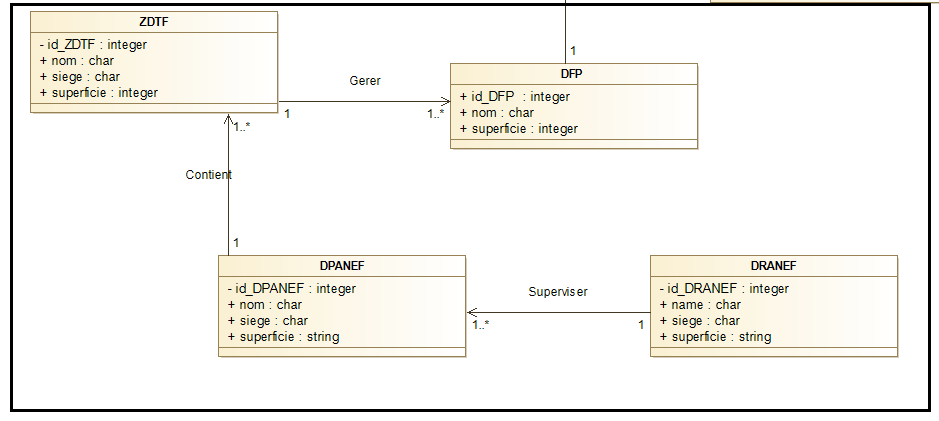 ZDTF
- id_ZDTF : integer
+ nom : char
+ siege : char
+ superficie : integer
1
Gerer
1
1..*
DFP
+ id_DFP : integer
+ nom : char
+ superficie : integer
1..*
Contient
1
DPANEF
- id_DPANEF : integer
+ nom : char
+ siege : char
+ superficie : string
Superviser
1..*
1
DRANEF
- id_DRANEF : integer
+ name : char
+ siege : char
+ superficie : string